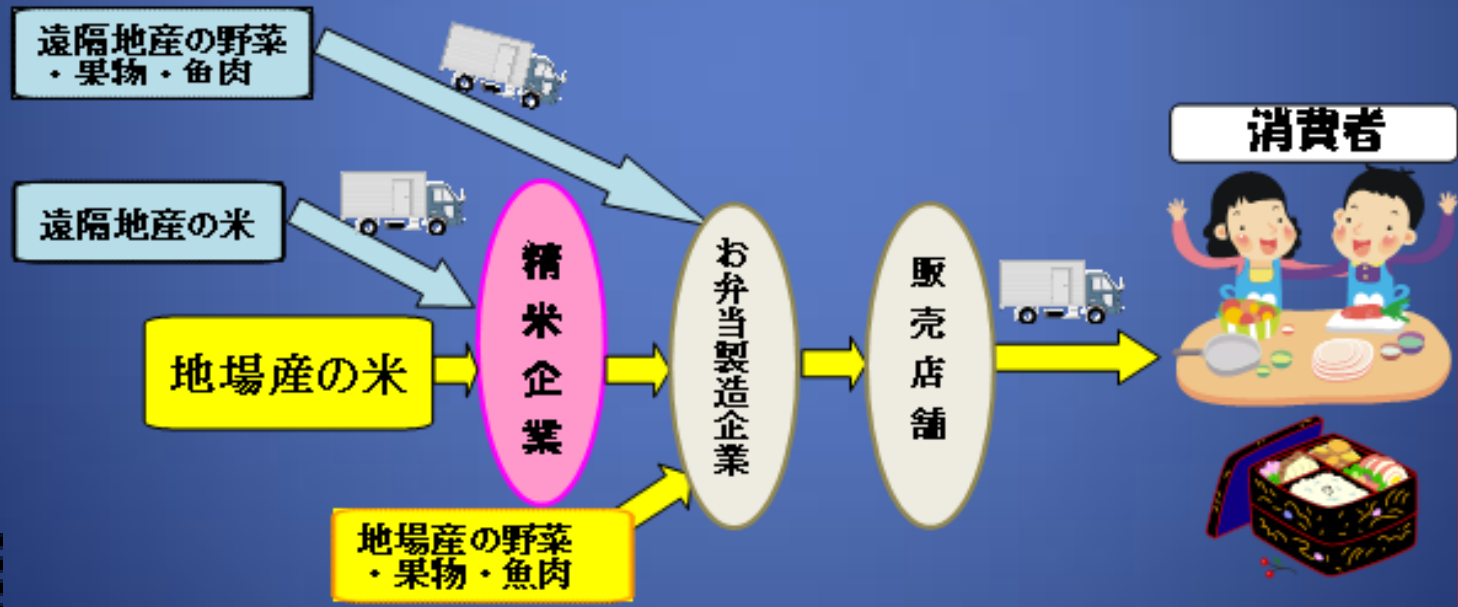 遠隔地産の野菜
・果物・魚肉
消費者
遠隔地産の米
精米企業
お弁当製造企業
販売店舗
地場産の米
地場産の野菜
・果物・魚肉